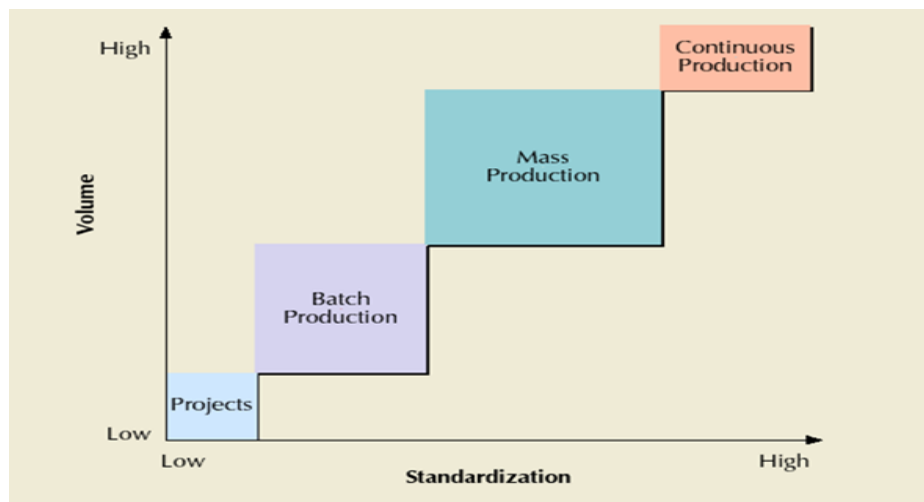 High
Continuous
Production
Mass
Production
Volume
Batch
Production
Projects
Low
Low
High
Standardization